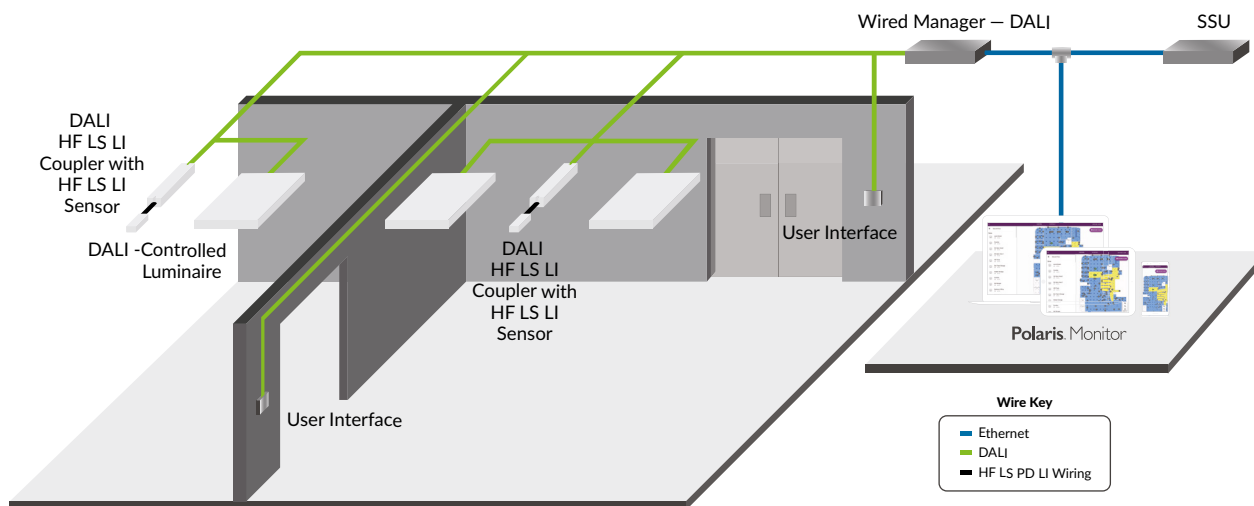 Wired Manager — DALI
SSU
DALI
HF LS LI
Coupler with
HF LS LI
Sensor
DALI -Controlled
Luminaire
DALI
HF LS LI
Coupler with
HF LS LI
Sensor
User Interface
User Interface
Polaris. Monitor
Wire Key
Ethernet
DALI
HF LS PD LI Wiring